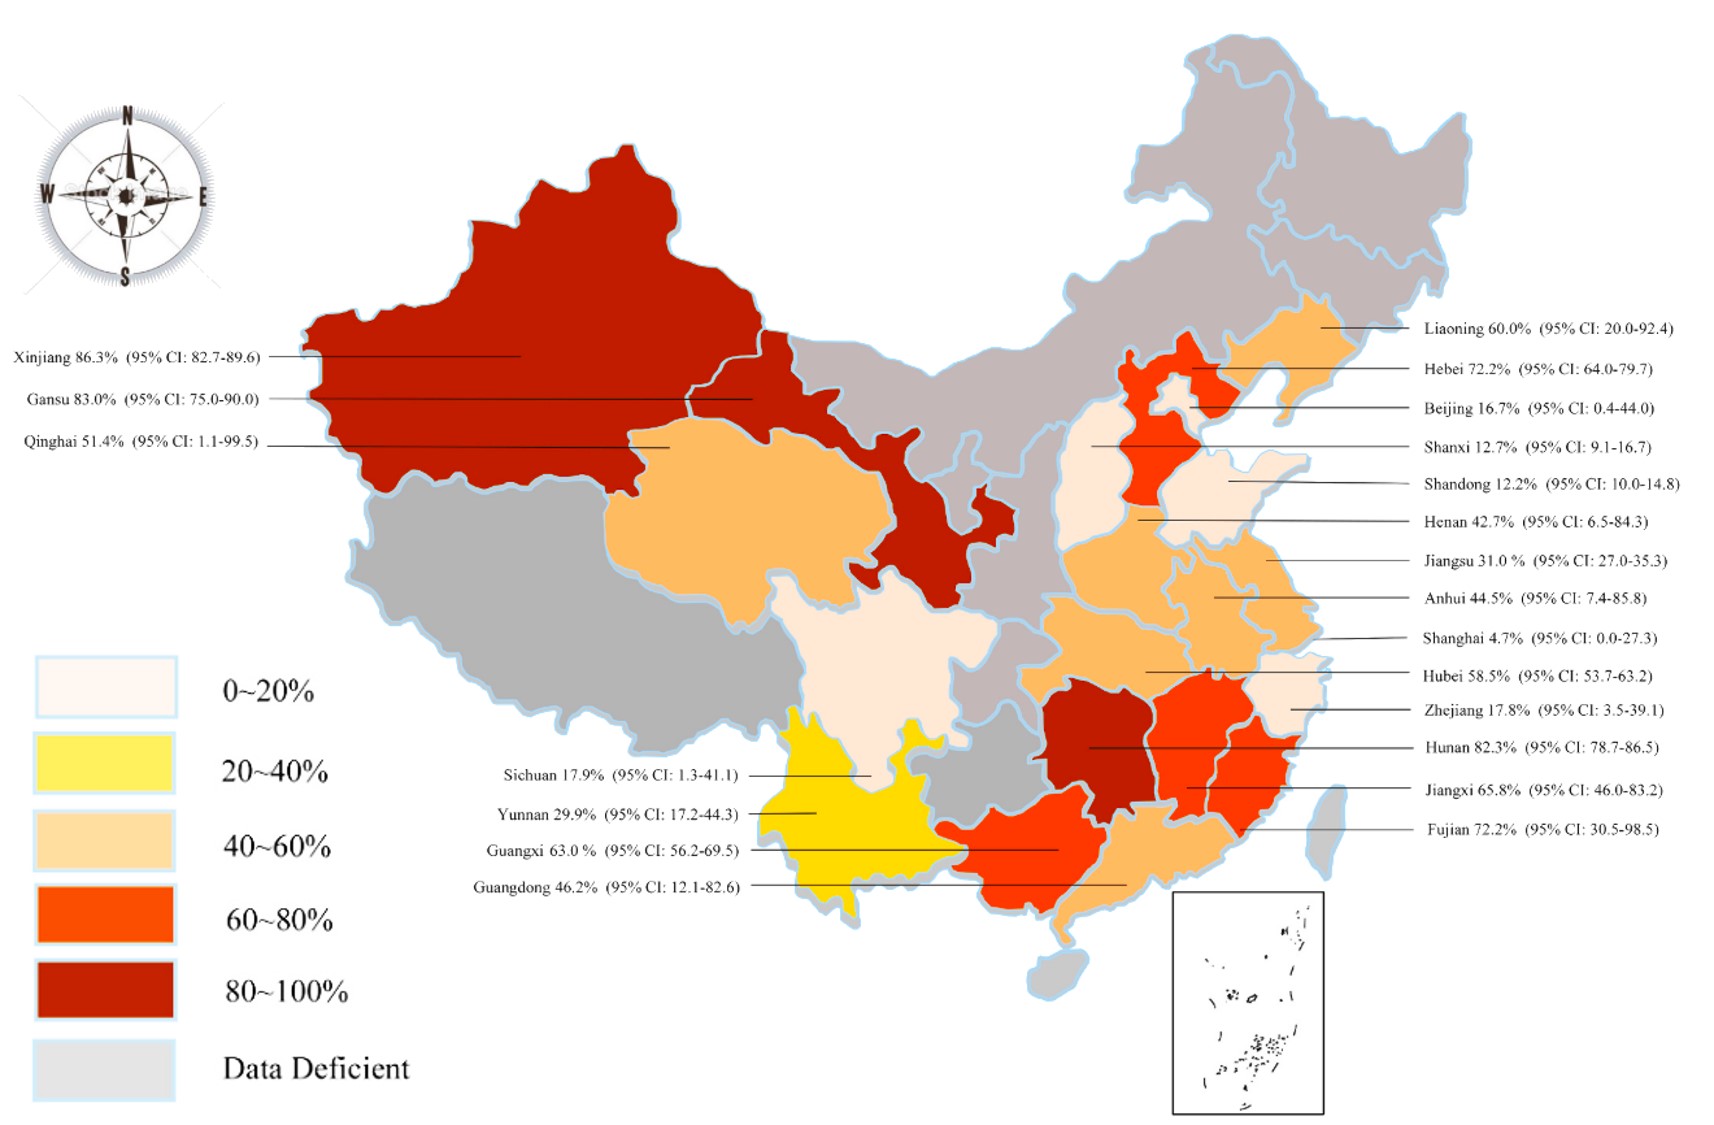 N
W
E
S
Xinjiang 86.3% (95% CI: 82.7-89.6)
Gansu 83.0% (95% CI: 75.0-90.0)
Qinghai 51.4% (95% CI: 1.1-99.5)
Liaoning 60.0% (95% CI: 20.0-92.4)
Hebei 72.2% (95% CI: 64.0-79.7)
Beijing 16.7% (95% CI: 0.4-44.0)
Shanxi 12.7% (95% CI: 9.1-16.7)
Shandong 12.2% (95% CI: 10.0-14.8)
Henan 42.7% (95% CI: 6.5-84.3)
Jiangsu 31.0 % (95% CI: 27.0-35.3)
Anhui 44.5% (95% CI: 7.4-85.8)
Shanghai 4.7% (95% CI: 0.0-27.3)
Hubei 58.5% (95% CI: 53.7-63.2)
Zhejiang 17.8% (95% CI: 3.5-39.1)
Hunan 82.3% (95% CI: 78.7-86.5)
Jiangxi 65.8% (95% CI: 46.0-83.2)
Fujian 72.2% (95% CI: 30.5-98.5)
Sichuan 17.9% (95% CI: 1.3-41.1)
Yunnan 29.9% (95% CI: 17.2-44.3)
Guangxi 63.0 % (95% CI: 56.2-69.5)
Guangdong 46.2% (95% CI: 12.1-82.6)
0~20%
20~40%
40~60%
60~80%
80~100%
Data Deficient